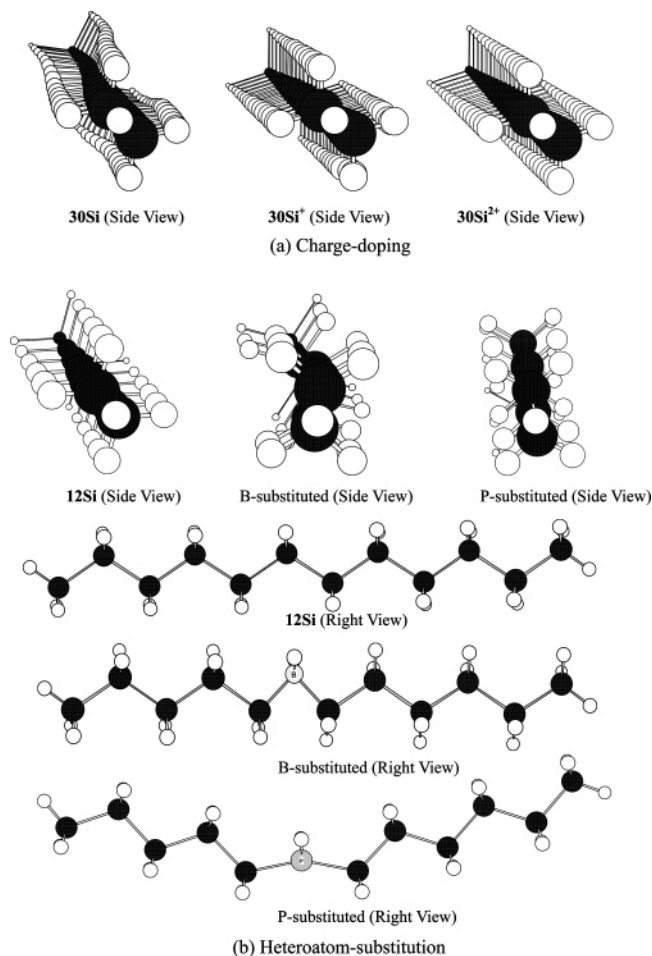 30Si (Side View) 30Si⁺ (Side View) 30Si²⁺ (Side View)
(a) Charge-doping
12Si (Side View) B-substituted (Side View) P-substituted (Side View)
12Si (Right View)
B
B-substituted (Right View)
P
P-substituted (Right View)
(b) Heteroatom-substitution